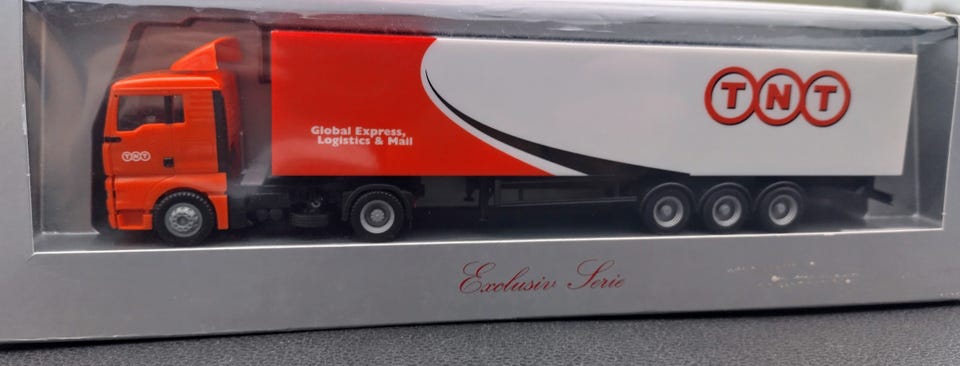 TNT
Global Express,
Logistics & Mail
TNT
Exclusiv Serie